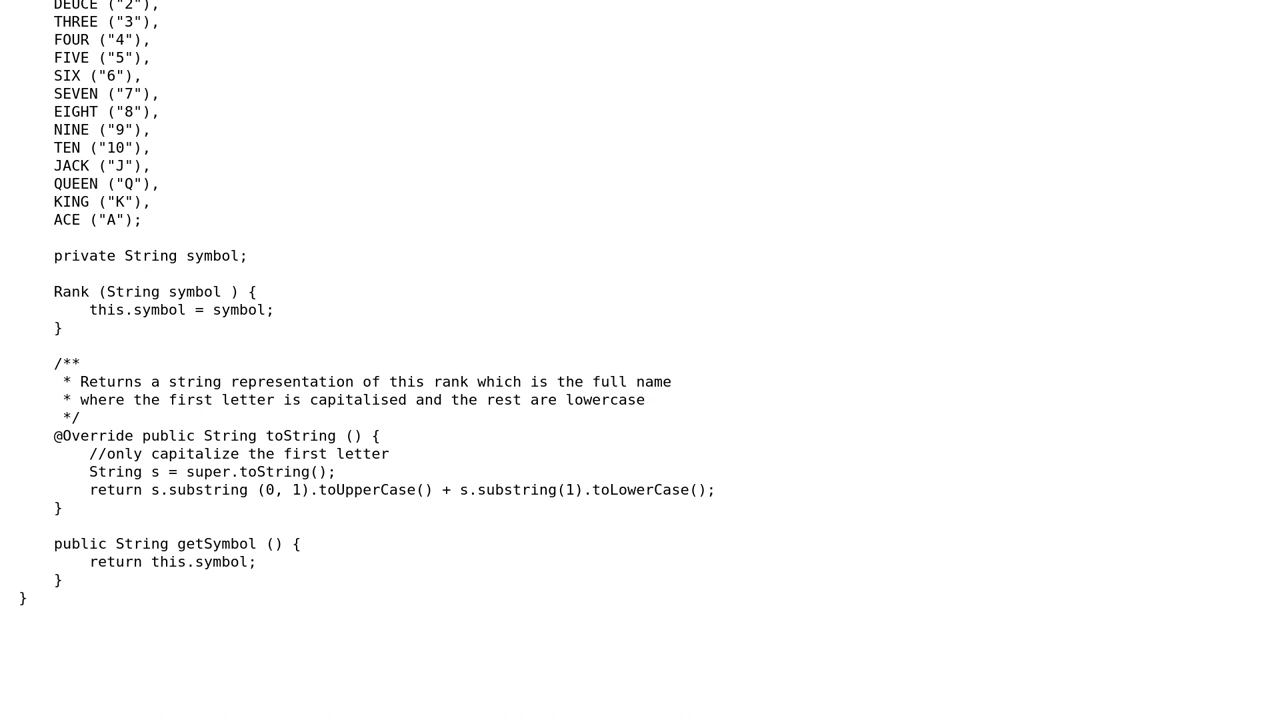 DEUCE ("2"),
THREE ("3"),
FOUR ("4"),
FIVE ("5"),
SIX ("6"),
SEVEN ("7"),
EIGHT ("8"),
NINE ("9"),
TEN ("10"),
JACK ("J"),
QUEEN ("Q"),
KING ("K"),
ACE ("A");

private String symbol;

Rank (String symbol ) {
    this.symbol = symbol;
}

/**
 * Returns a string representation of this rank which is the full name
 * where the first letter is capitalised and the rest are lowercase
 */
@Override public String toString () {
    //only capitalize the first letter
    String s = super.toString();
    return s.substring (0, 1).toUpperCase() + s.substring(1).toLowerCase();
}

public String getSymbol () {
    return this.symbol;
}
}